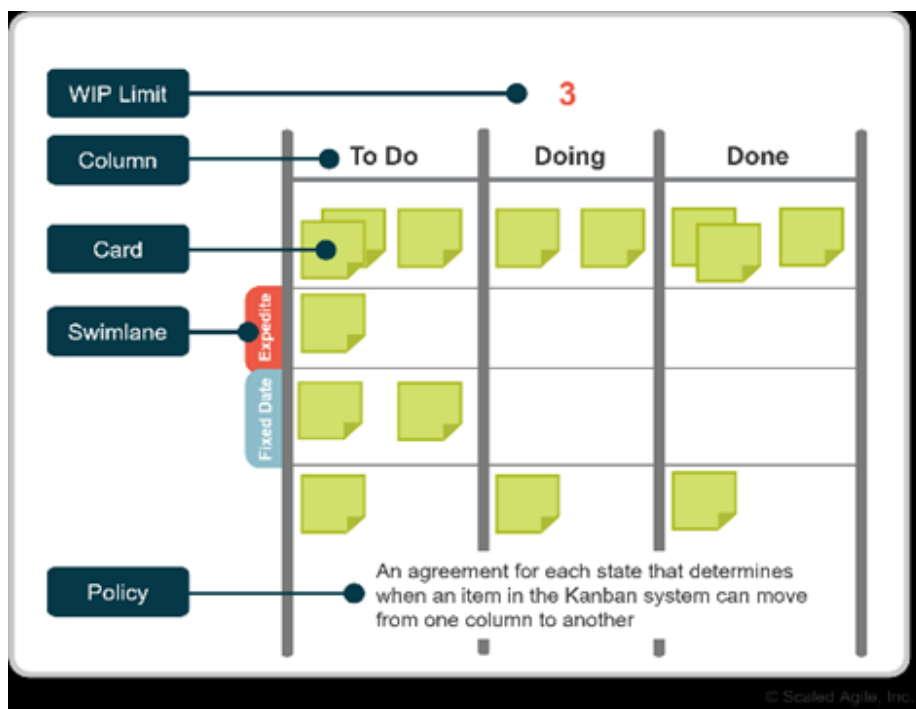 WIP Limit
3
Column
To Do
Doing
Done
Card
Swimlane
Expedite
Fixed Date
Policy
An agreement for each state that determines
when an item in the Kanban system can move
from one column to another
© Scaled Agile, Inc